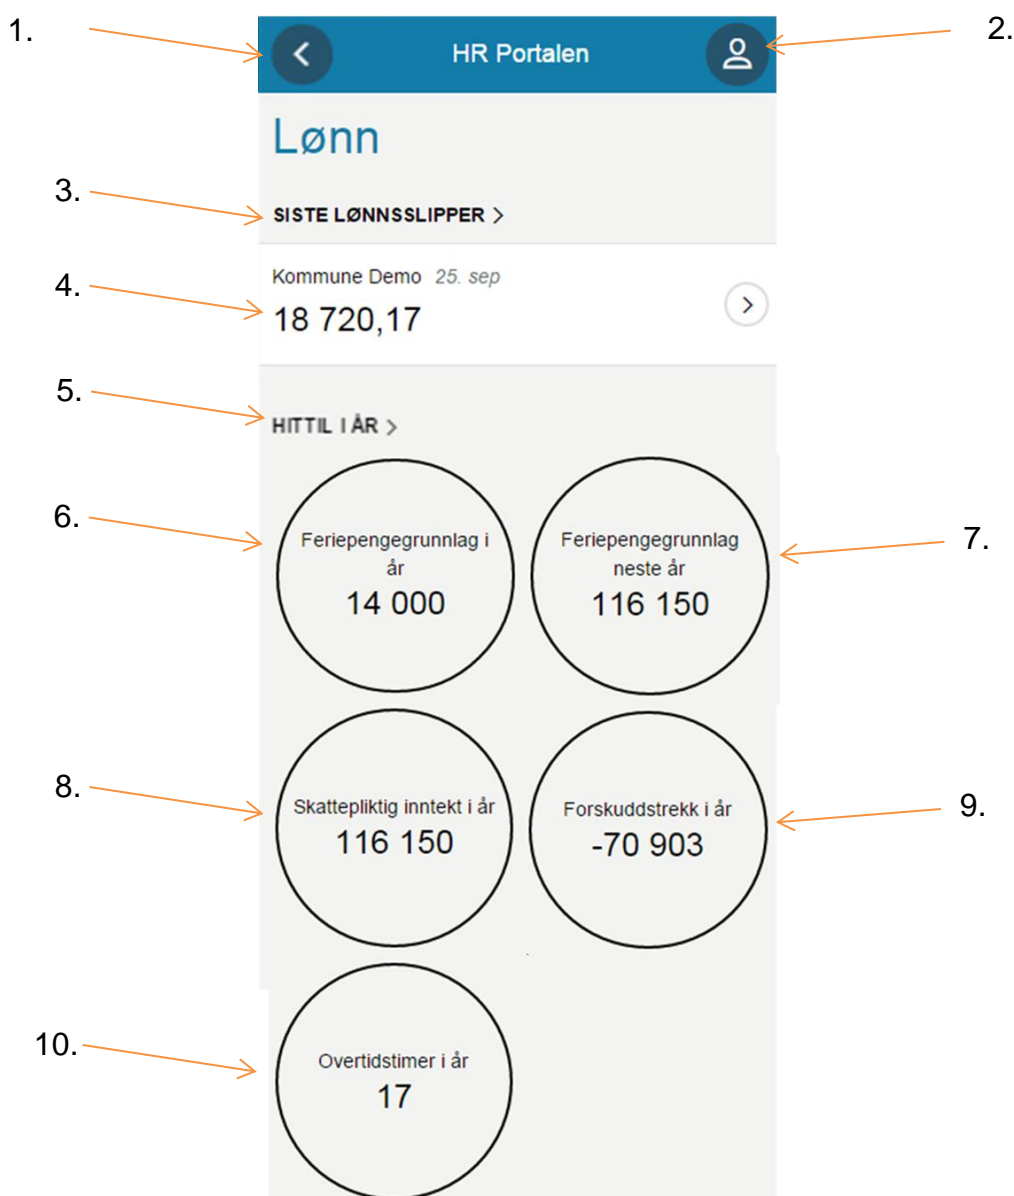 1.
2.
HR Portalen
Lønn
3.
SISTE LØNNSSLIPPER >
4.
Kommune Demo 25. sep
18 720,17
5.
HITTIL I ÅR >
6.
Feriepengegrunnlag i
år
14 000
7.
Feriepengegrunnlag
neste år
116 150
8.
Skattepliktig inntekt i år
116 150
9.
Forskuddstrekk i år
-70 903
10.
Overtidstimer i år
17